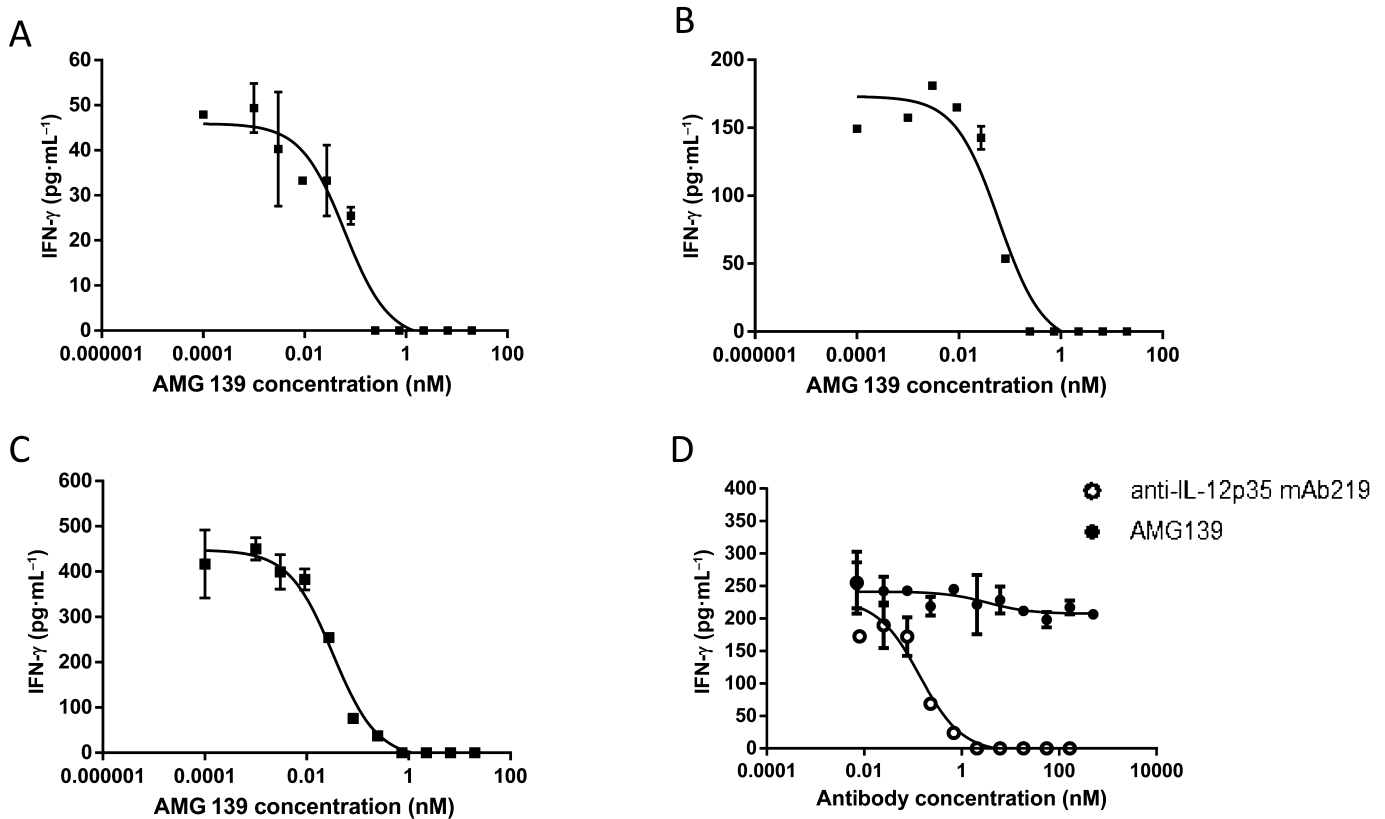 A
60
50
40
30
20
10
0
IFN-γ (pg·mL⁻¹)
0.000001 0.0001 0.01 1 100
AMG 139 concentration (nM)
B
200
150
100
50
0
IFN-γ (pg·mL⁻¹)
0.000001 0.0001 0.01 1 100
AMG 139 concentration (nM)
C
600
500
400
300
200
100
0
IFN-γ (pg·mL⁻¹)
0.000001 0.0001 0.01 1 100
AMG 139 concentration (nM)
D
400
350
300
250
200
150
100
50
0
IFN-γ (pg·mL⁻¹)
0.0001 0.01 1 100 10000
Antibody concentration (nM)
anti-IL-12p35 mAb219
AMG139